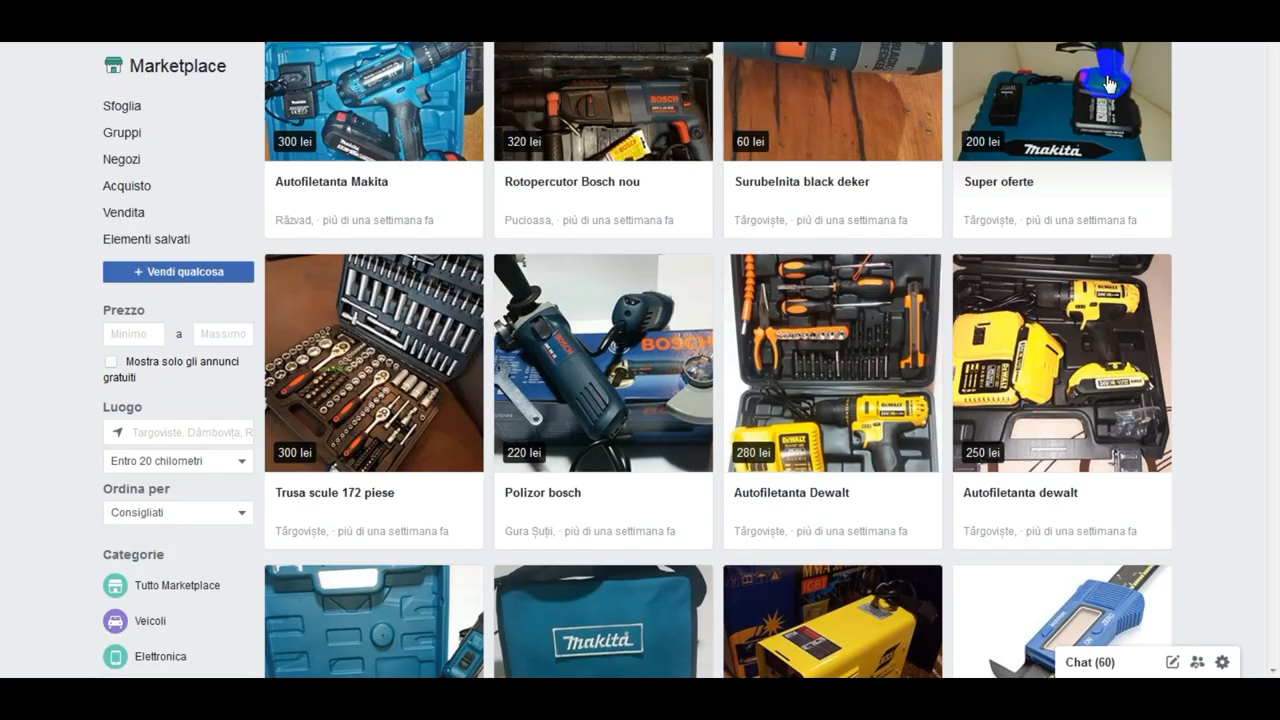 Marketplace
Sfoglia
Gruppi
Negozi
Acquisto
Vendita
Elementi salvati
+ Vendi qualcosa
Prezzo
Minimo a Massimo
Mostra solo gli annunci
gratuiti
Luogo
Targoviste, Dâmbovița, R
Entro 20 chilometri
Ordina per
Consigliati
Categorie
Tutto Marketplace
Veicoli
Elettronica
300 lei
Autofiletanta Makita
Răzvad, · più di una settimana fa
BOSCH
320 lei
Rotopercutor Bosch nou
Pucioasa, · più di una settimana fa
60 lei
Surubelnita black deker
Târgoviște, · più di una settimana fa
makita
200 lei
Super oferte
Târgoviște, · più di una settimana fa
300 lei
Trusa scule 172 piese
Târgoviște, · più di una settimana fa
BOSCH
BOSCH
220 lei
Polizor bosch
Gura Șuții, · più di una settimana fa
DEWALT
280 lei
Autofiletanta Dewalt
Târgoviște, · più di una settimana fa
DEWALT
250 lei
Autofiletanta dewalt
Târgoviște, · più di una settimana fa
makita
Chat (60)